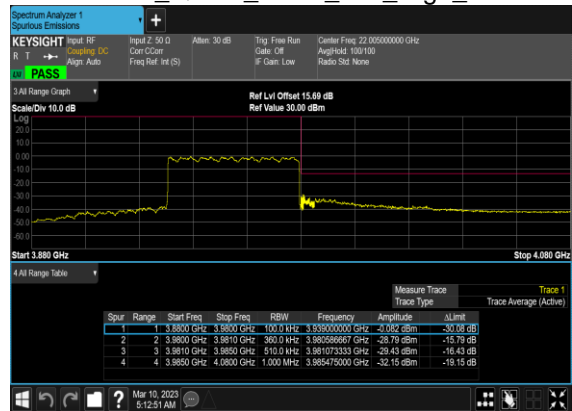 Spectrum Analyzer 1
Spurious Emissions
+
KEYSIGHT Input: RF Input Z: 50 Ω Atten: 30 dB Trig: Free Run Center Freq: 22.005000000 GHz
R T Coupling: DC Corr CCorr Gate: Off Avg|Hold: 100/100
Align: Auto Freq Ref: Int (S) IF Gain: Low Radio Std: None
PASS
3 All Range Graph
Ref Lvl Offset 15.69 dB
Scale/Div 10.0 dB Ref Value 30.00 dBm
Log
20.0
10.0
0.00
-10.0
-20.0
-30.0
-40.0
-50.0
-60.0
Start 3.880 GHz Stop 4.080 GHz
4 All Range Table
Measure Trace Trace 1
Trace Type Trace Average (Active)
Spur Range Start Freq Stop Freq RBW Frequency Amplitude ΔLimit
1 1 3.8800 GHz 3.9800 GHz 100.0 kHz 3.939000000 GHz -0.082 dBm -30.08 dB
2 2 3.9800 GHz 3.9810 GHz 360.0 kHz 3.980586667 GHz -28.79 dBm -15.79 dB
3 3 3.9810 GHz 3.9850 GHz 510.0 kHz 3.981073333 GHz -29.43 dBm -16.43 dB
4 4 3.9850 GHz 4.0800 GHz 1.000 MHz 3.985475000 GHz -32.15 dBm -19.15 dB
? Mar 10, 2023
5:12:51 AM